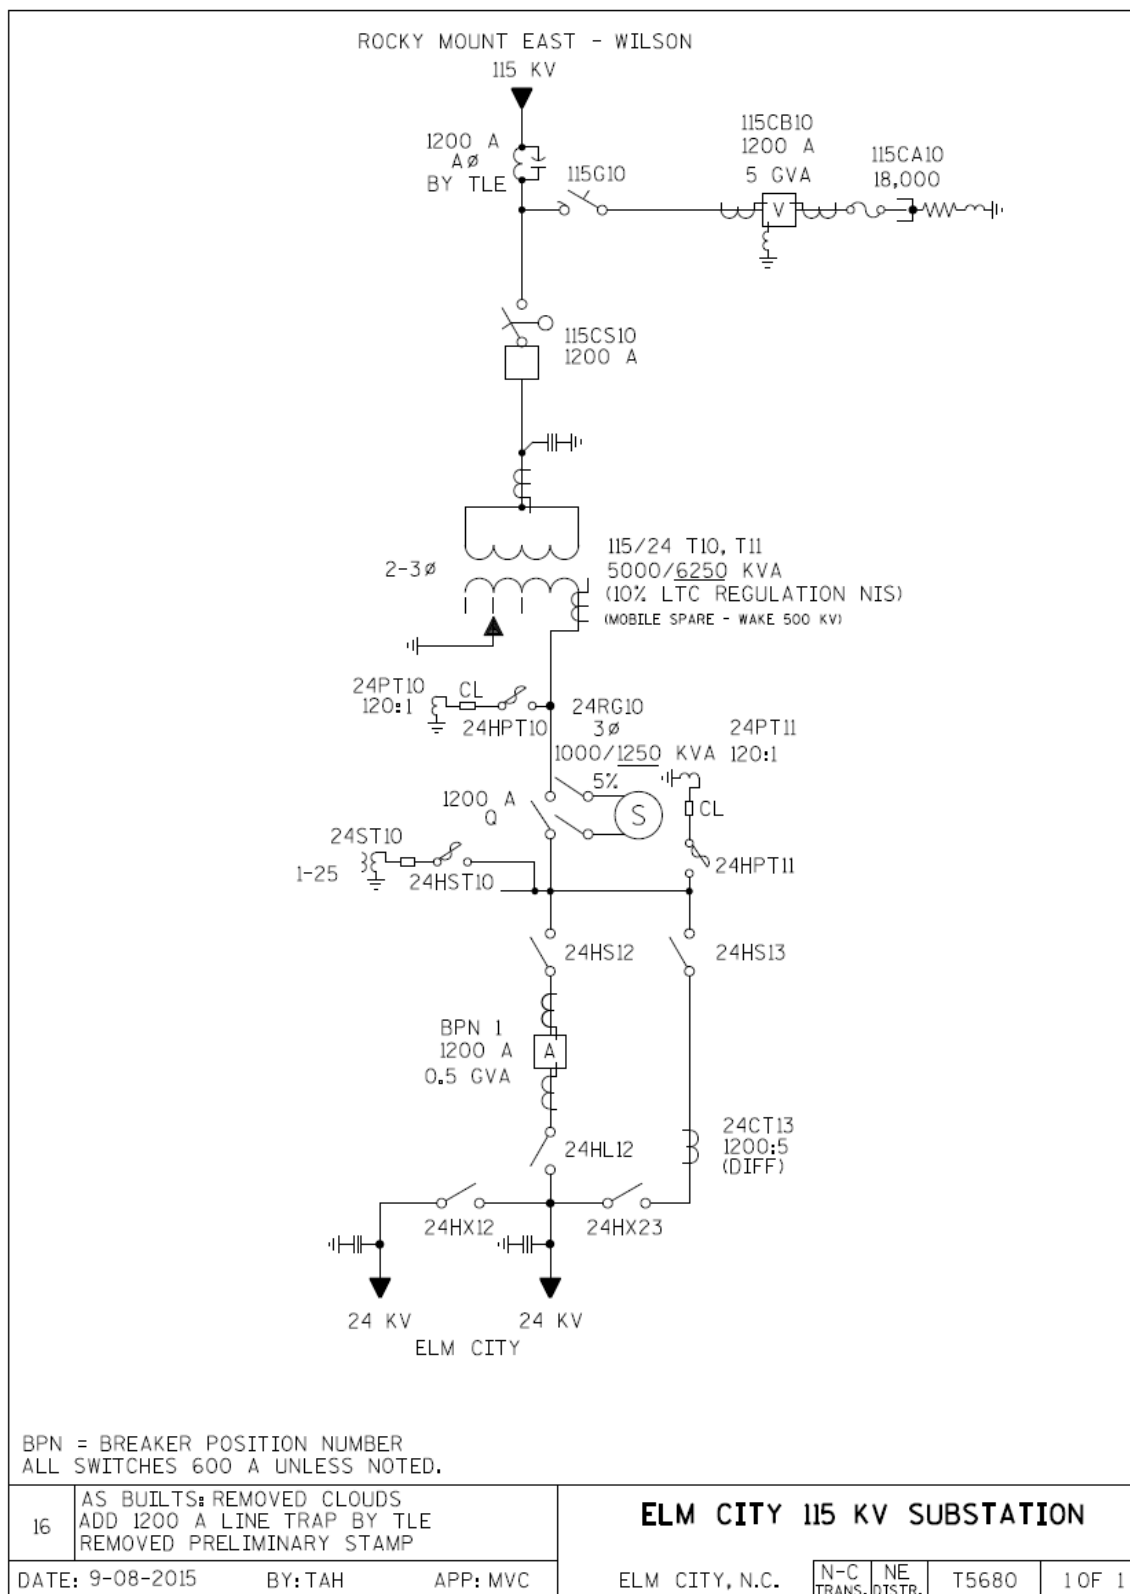 ROCKY MOUNT EAST - WILSON
115 KV
1200 A
AØ
BY TLE
115G10
115CB10
1200 A
5 GVA
V
115CA10
18,000
115CS10
1200 A
2-3Ø
115/24 T10, T11
5000/6250 KVA
(10% LTC REGULATION NIS)
(MOBILE SPARE - WAKE 500 KV)
24PT10
120:1
CL
24HPT10
24RG10
3Ø
1000/1250 KVA
5%
24PT11
120:1
1200 A
Q
S
CL
24ST10
1-25
24HST10
24HPT11
24HS12
24HS13
BPN 1
1200 A
0.5 GVA
A
24HL12
24CT13
1200:5
(DIFF)
24HX12
24HX23
24 KV
24 KV
ELM CITY
BPN = BREAKER POSITION NUMBER
ALL SWITCHES 600 A UNLESS NOTED.
16
AS BUILTS: REMOVED CLOUDS
ADD 1200 A LINE TRAP BY TLE
REMOVED PRELIMINARY STAMP
DATE: 9-08-2015 BY: TAH APP: MVC
ELM CITY 115 KV SUBSTATION
ELM CITY, N.C.
N-C
TRANS.
NE
DISTR.
T5680
1 OF 1